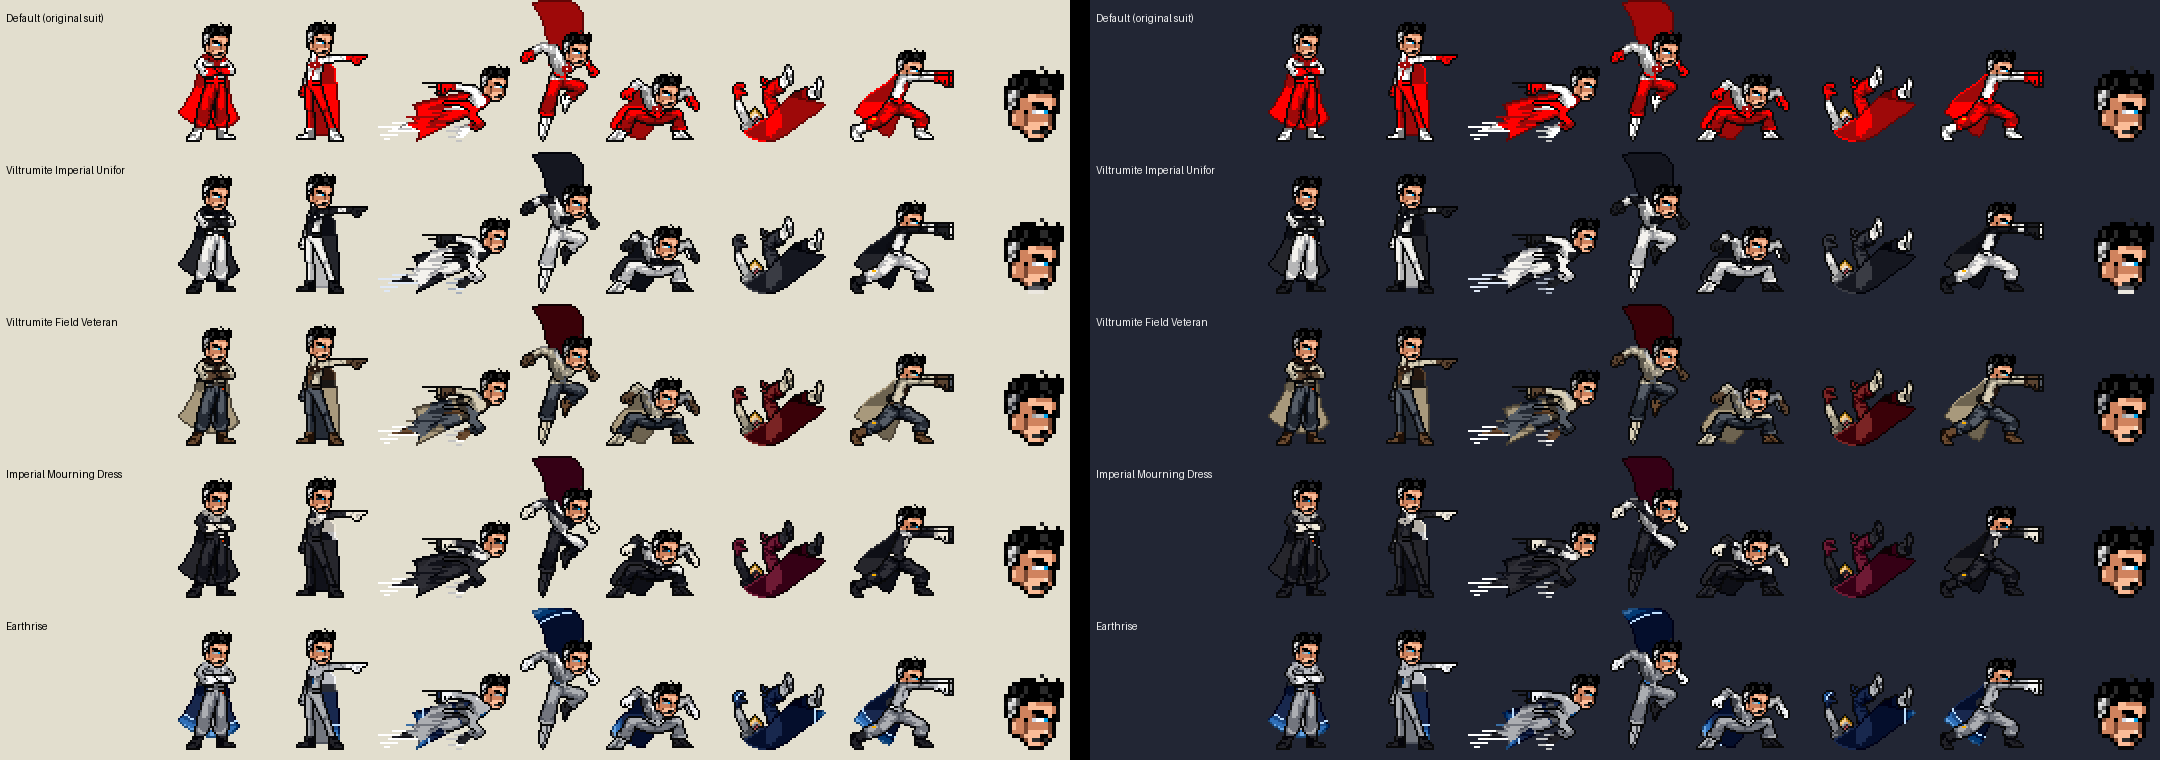 Default (original suit)
Default (original suit)
Viltrumite Imperial Unifor
Viltrumite Imperial Unifor
Viltrumite Field Veteran
Viltrumite Field Veteran
Imperial Mourning Dress
Imperial Mourning Dress
Earthrise
Earthrise